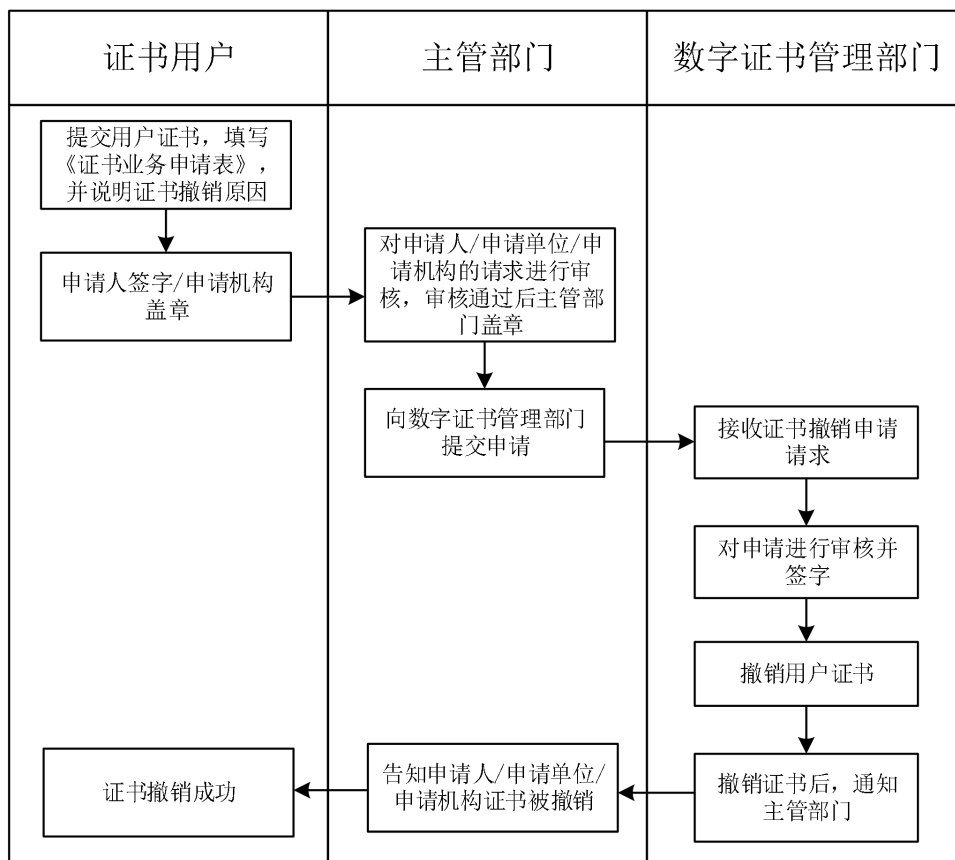 证书用户
主管部门
数字证书管理部门
提交用户证书，填写
《证书业务申请表》，
并说明证书撤销原因
申请人签字/申请机构
盖章
对申请人/申请单位/申
请机构的请求进行审
核，审核通过后主管部
门盖章
向数字证书管理部门
提交申请
接收证书撤销申请
请求
对申请进行审核并
签字
撤销用户证书
撤销证书后，通知
主管部门
告知申请人/申请单位/
申请机构证书被撤销
证书撤销成功